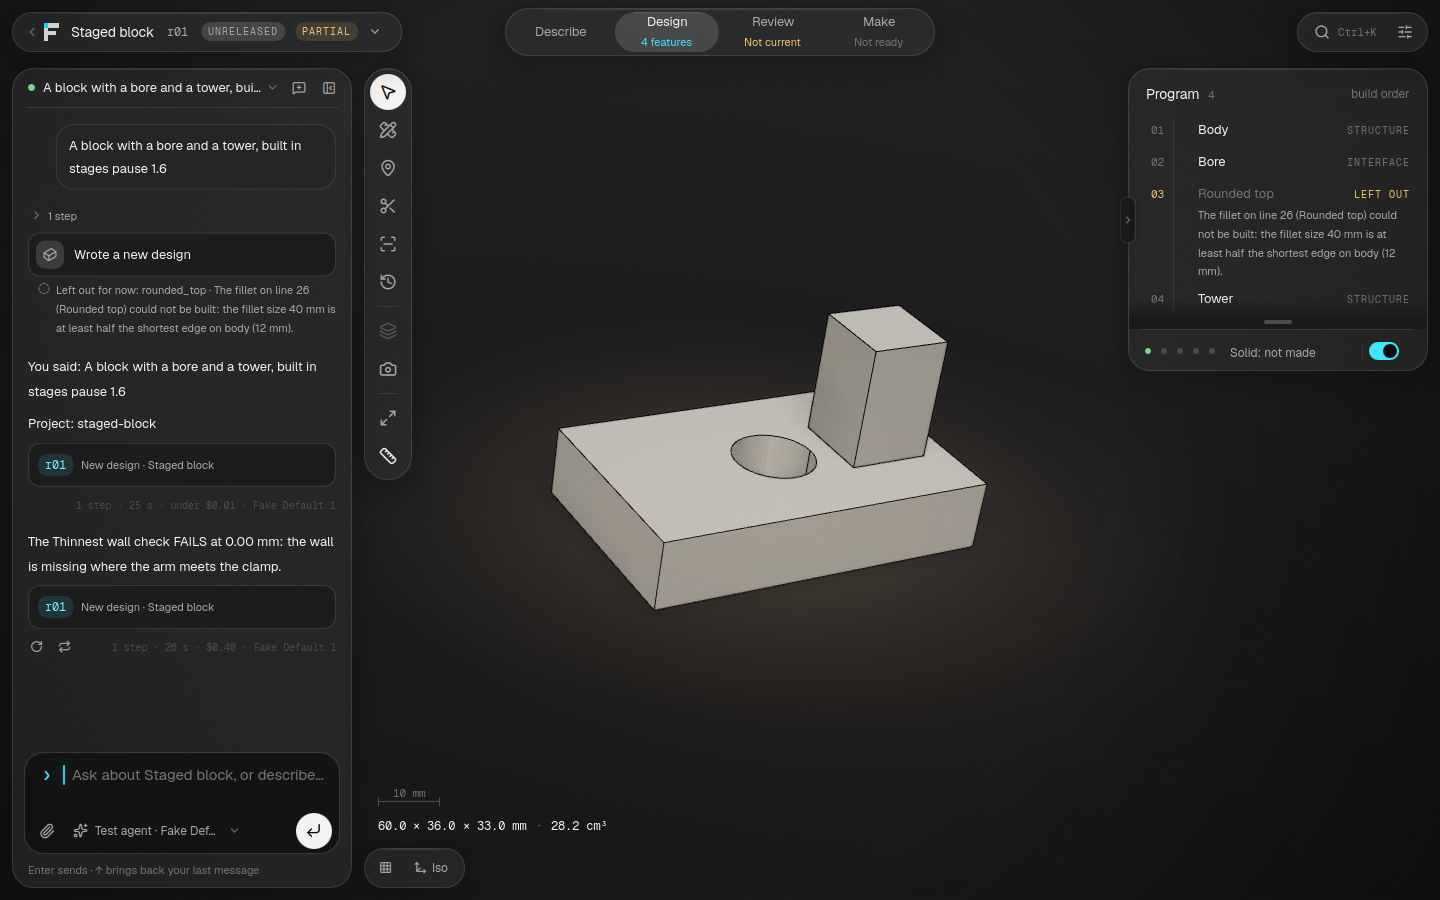 Staged block r01 UNRELEASED PARTIAL
Describe
Design
4 features
Review
Not current
Make
Not ready
Ctrl+K
A block with a bore and a tower, bui…
A block with a bore and a tower, built in
stages pause 1.6
1 step
Wrote a new design
Left out for now: rounded_top · The fillet on line 26
(Rounded top) could not be built: the fillet size 40 mm is
at least half the shortest edge on body (12 mm).
You said: A block with a bore and a tower, built in
stages pause 1.6
Project: staged-block
r01 New design · Staged block
1 step · 25 s · under $0.01 · Fake Default 1
The Thinnest wall check FAILS at 0.00 mm: the wall
is missing where the arm meets the clamp.
r01 New design · Staged block
1 step · 26 s · $0.40 · Fake Default 1
Ask about Staged block, or describe…
Test agent · Fake Def…
Enter sends · ↑ brings back your last message
10 mm
60.0 × 36.0 × 33.0 mm · 28.2 cm³
Iso
Program 4 build order
01 Body STRUCTURE
02 Bore INTERFACE
03 Rounded top LEFT OUT
The fillet on line 26 (Rounded top) could
not be built: the fillet size 40 mm is at
least half the shortest edge on body (12
mm).
04 Tower STRUCTURE
Solid: not made